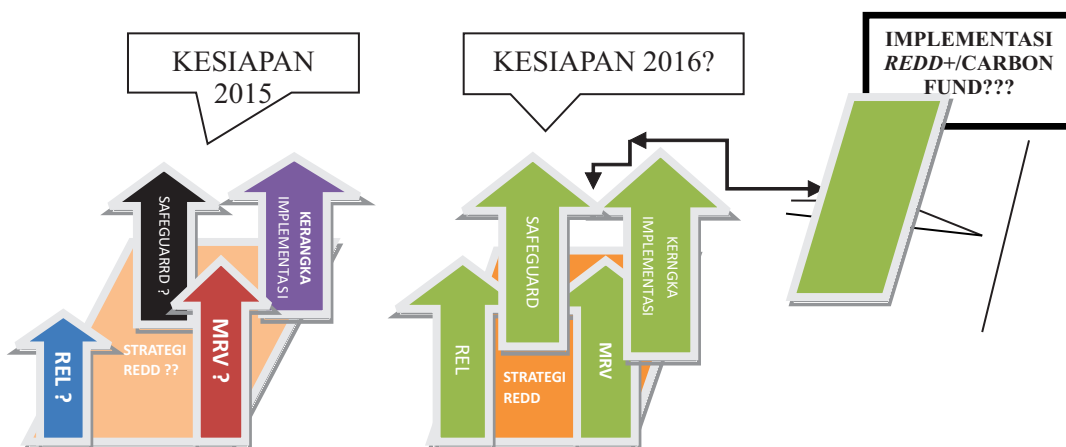 KESIAPAN
2015
KESIAPAN 2016?
IMPLEMENTASI
REDD+/CARBON
FUND???
SAFEGUARRD ?
KERANGKA
IMPLEMENTASI
REL ?
STRATEGI
REDD ??
MRV ?
SAFEGUARD
KERNGKA
IMPLEMENTASI
REL
STRATEGI
REDD
MRV